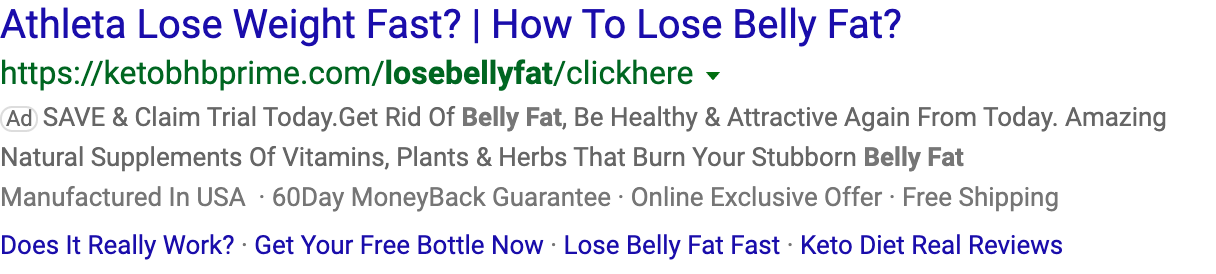 Athleta Lose Weight Fast? | How To Lose Belly Fat?
https://ketobhbprime.com/losebellyfat/clickhere
Ad SAVE & Claim Trial Today.Get Rid Of Belly Fat, Be Healthy & Attractive Again From Today. Amazing
Natural Supplements Of Vitamins, Plants & Herbs That Burn Your Stubborn Belly Fat
Manufactured In USA · 60Day MoneyBack Guarantee · Online Exclusive Offer · Free Shipping
Does It Really Work? · Get Your Free Bottle Now · Lose Belly Fat Fast · Keto Diet Real Reviews